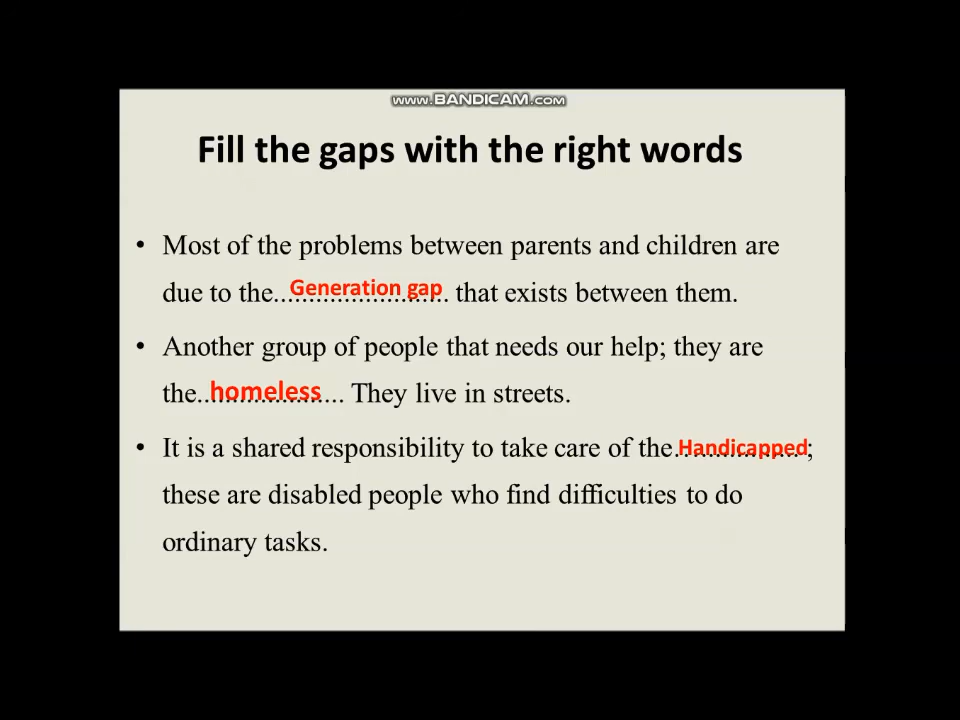 www.BANDICAM.com
Fill the gaps with the right words
• Most of the problems between parents and children are
due to the..Generation gap.. that exists between them.
• Another group of people that needs our help; they are
the..homeless.... They live in streets.
• It is a shared responsibility to take care of the.Handicapped;
these are disabled people who find difficulties to do
ordinary tasks.